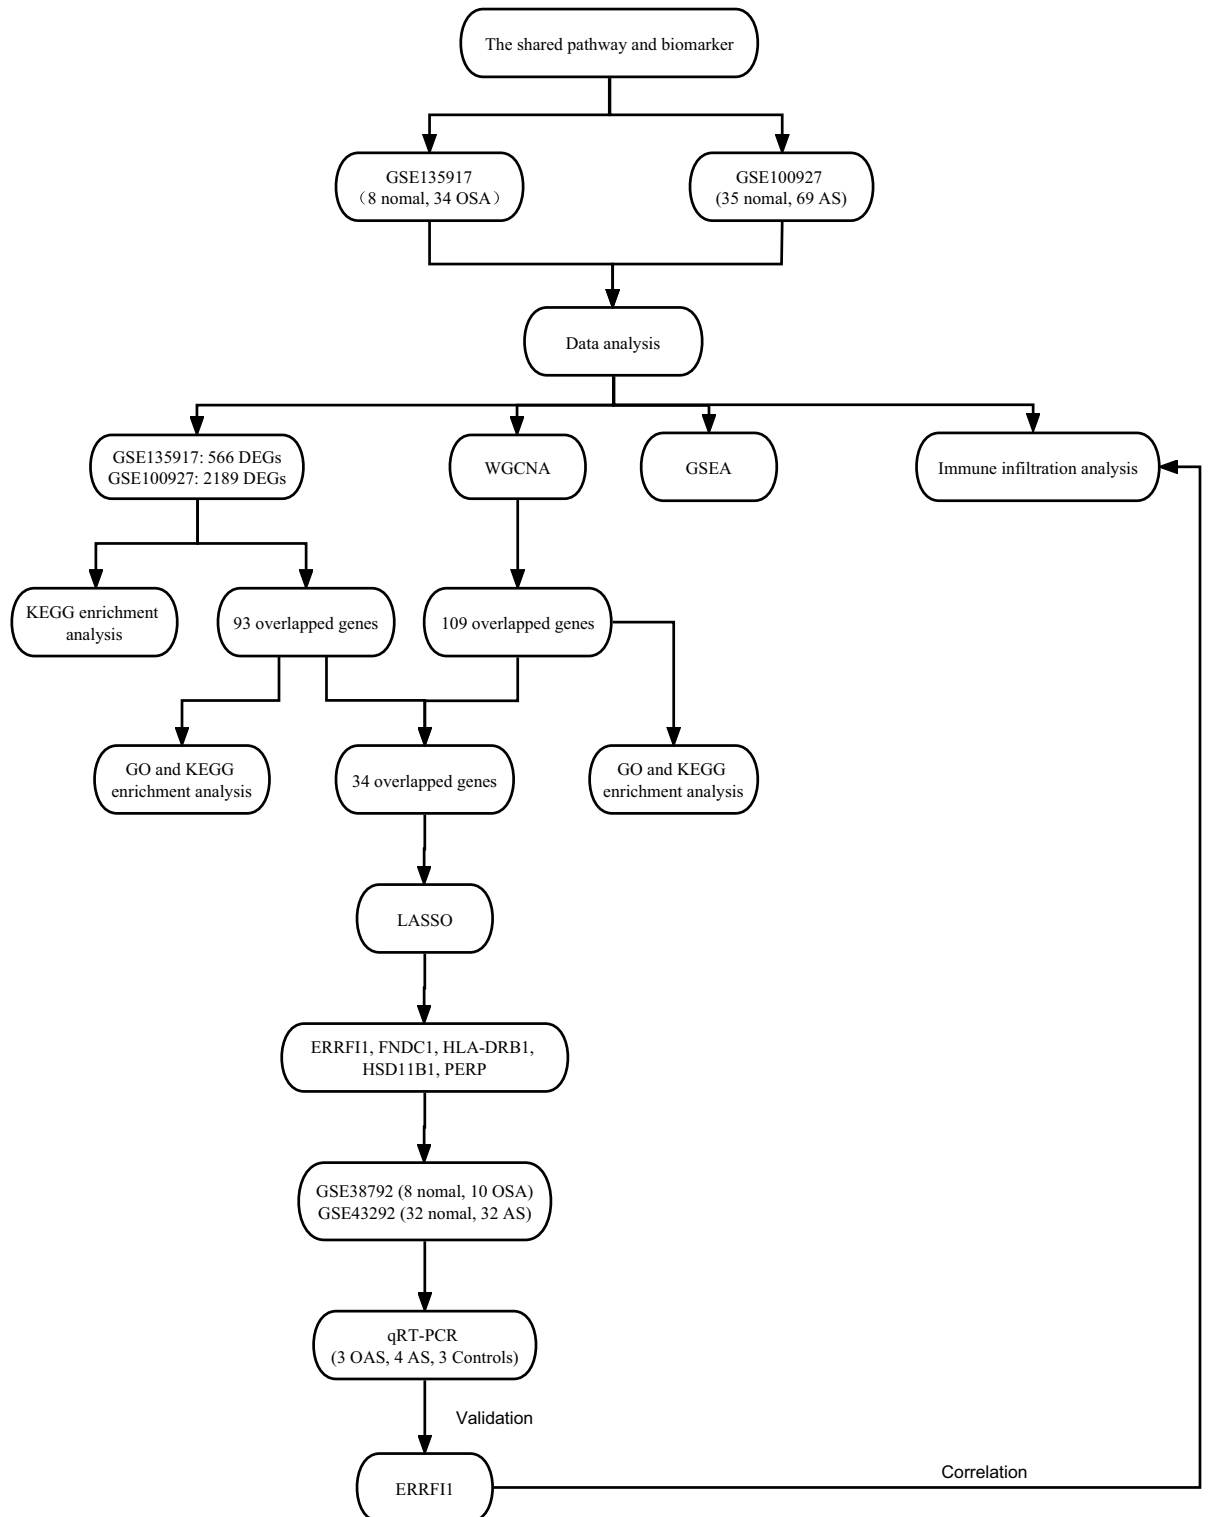 The shared pathway and biomarker
GSE135917
（8 nomal, 34 OSA）
GSE100927
(35 nomal, 69 AS)
Data analysis
GSE135917: 566 DEGs
GSE100927: 2189 DEGs
WGCNA
GSEA
Immune infiltration analysis
KEGG enrichment
analysis
93 overlapped genes
109 overlapped genes
GO and KEGG
enrichment analysis
34 overlapped genes
GO and KEGG
enrichment analysis
LASSO
ERRFI1, FNDC1, HLA-DRB1,
HSD11B1, PERP
GSE38792 (8 nomal, 10 OSA)
GSE43292 (32 nomal, 32 AS)
qRT-PCR
(3 OAS, 4 AS, 3 Controls)
Validation
ERRFI1
Correlation